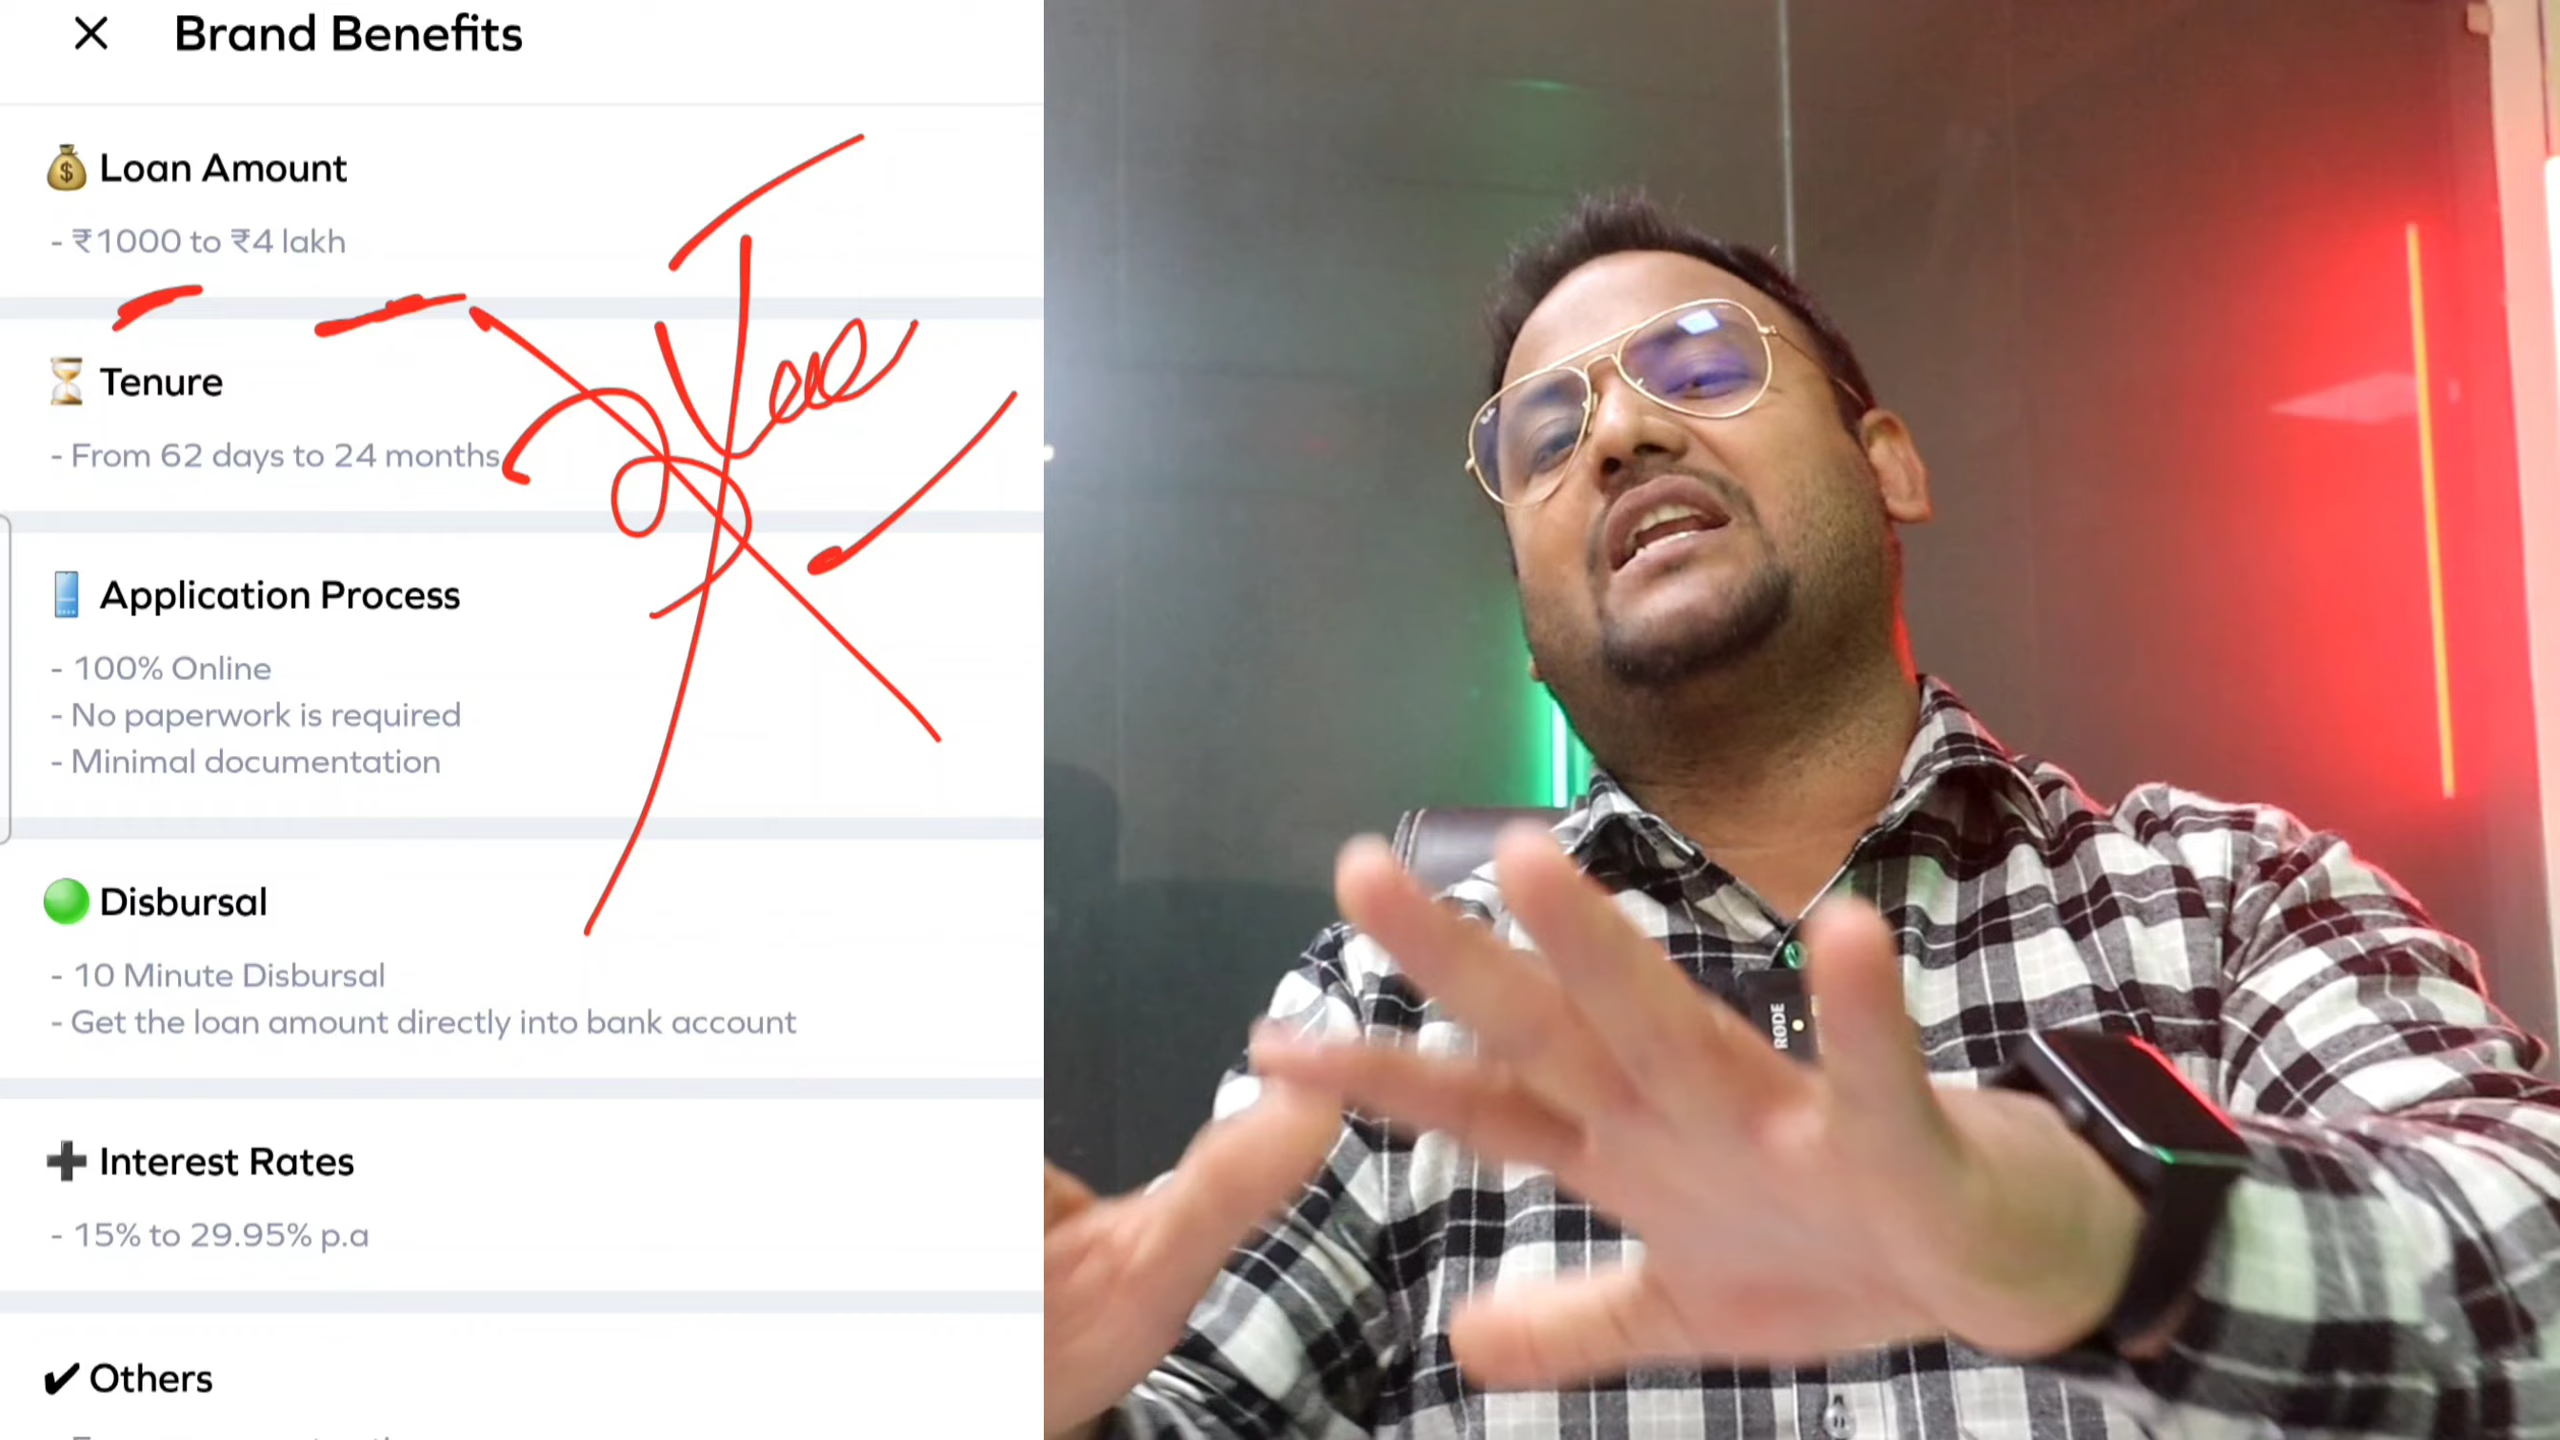 Brand Benefits
💰 Loan Amount
- ₹1000 to ₹4 lakh
⏳ Tenure
- From 62 days to 24 months
📱 Application Process
- 100% Online
- No paperwork is required
- Minimal documentation
🟢 Disbursal
- 10 Minute Disbursal
- Get the loan amount directly into bank account
➕ Interest Rates
- 15% to 29.95% p.a
✔ Others
RØDE